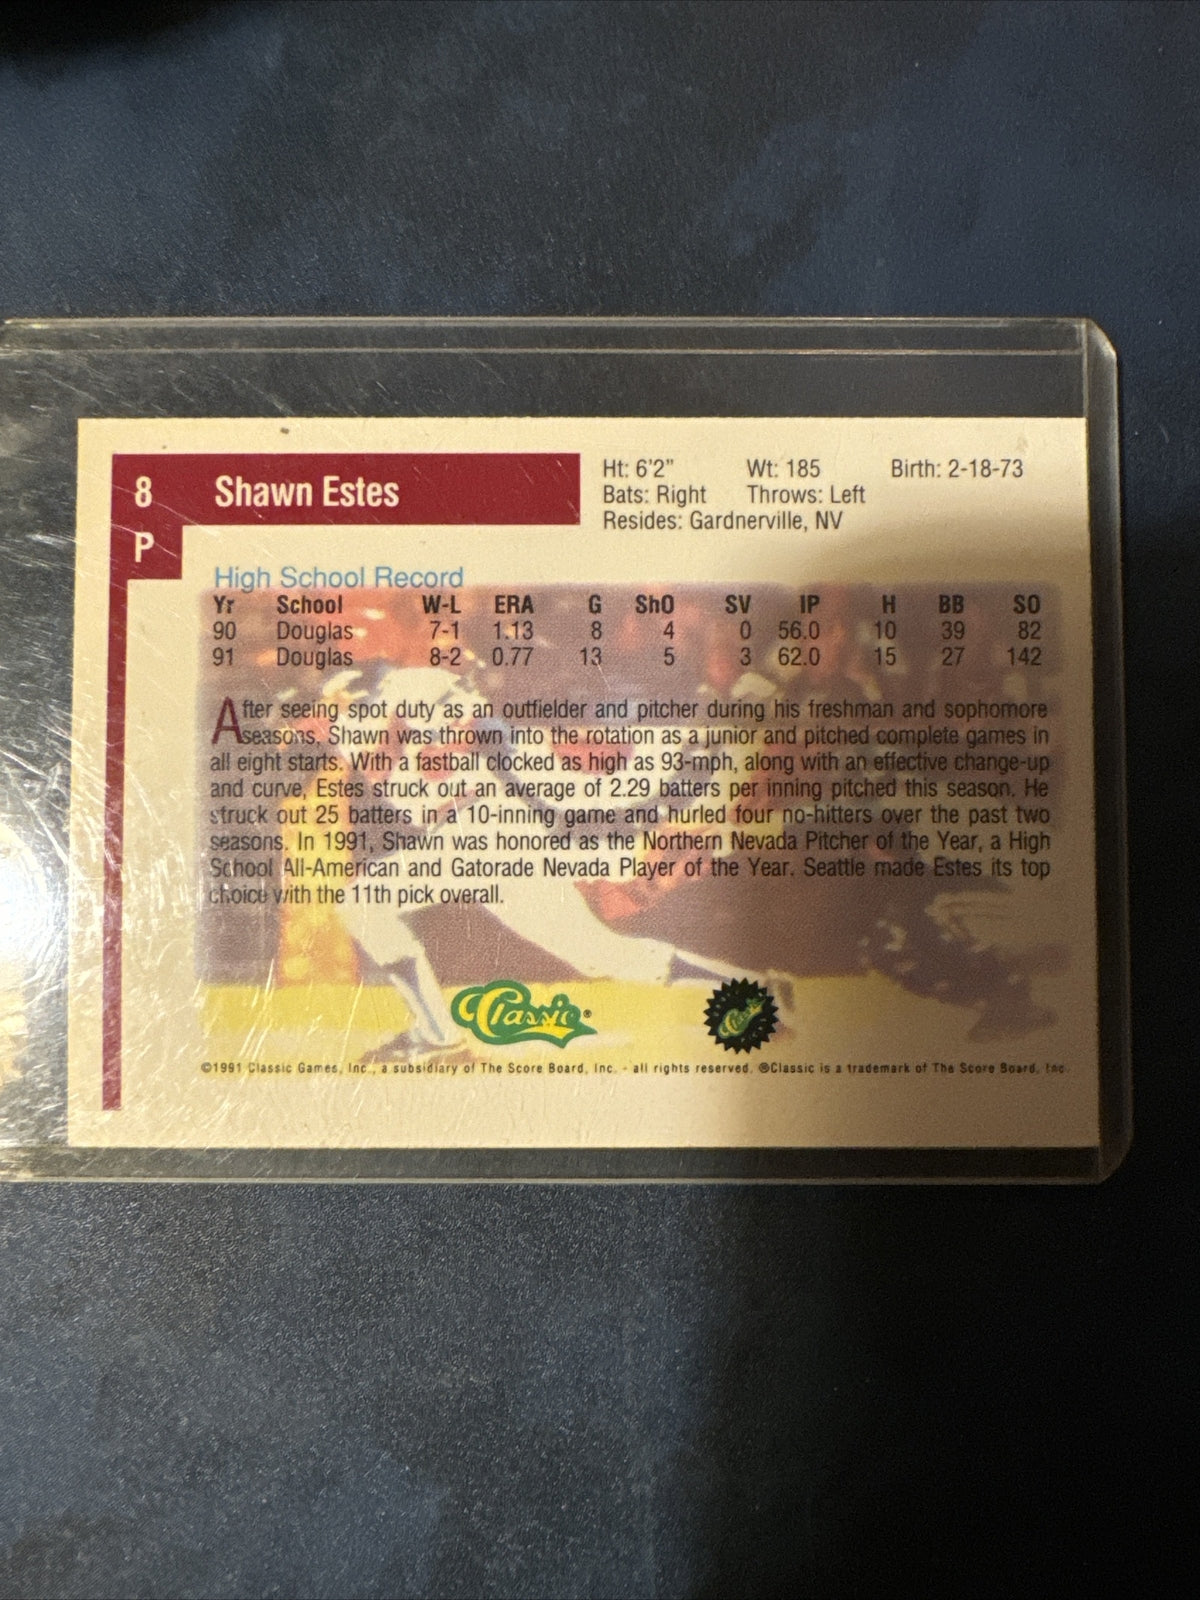 8 Shawn Estes
P
Ht: 6'2" Wt: 185 Birth: 2-18-73
Bats: Right Throws: Left
Resides: Gardnerville, NV
High School Record
Yr School W-L ERA G ShO SV IP H BB SO
90 Douglas 7-1 1.13 8 4 0 56.0 10 39 82
91 Douglas 8-2 0.77 13 5 3 62.0 15 27 142
After seeing spot duty as an outfielder and pitcher during his freshman and sophomore
seasons, Shawn was thrown into the rotation as a junior and pitched complete games in
all eight starts. With a fastball clocked as high as 93-mph, along with an effective change-up
and curve, Estes struck out an average of 2.29 batters per inning pitched this season. He
struck out 25 batters in a 10-inning game and hurled four no-hitters over the past two
seasons. In 1991, Shawn was honored as the Northern Nevada Pitcher of the Year, a High
School All-American and Gatorade Nevada Player of the Year. Seattle made Estes its top
choice with the 11th pick overall.
Classic®
Classic
©1991 Classic Games, Inc., a subsidiary of The Score Board, Inc. - all rights reserved. ®Classic is a trademark of The Score Board, Inc.